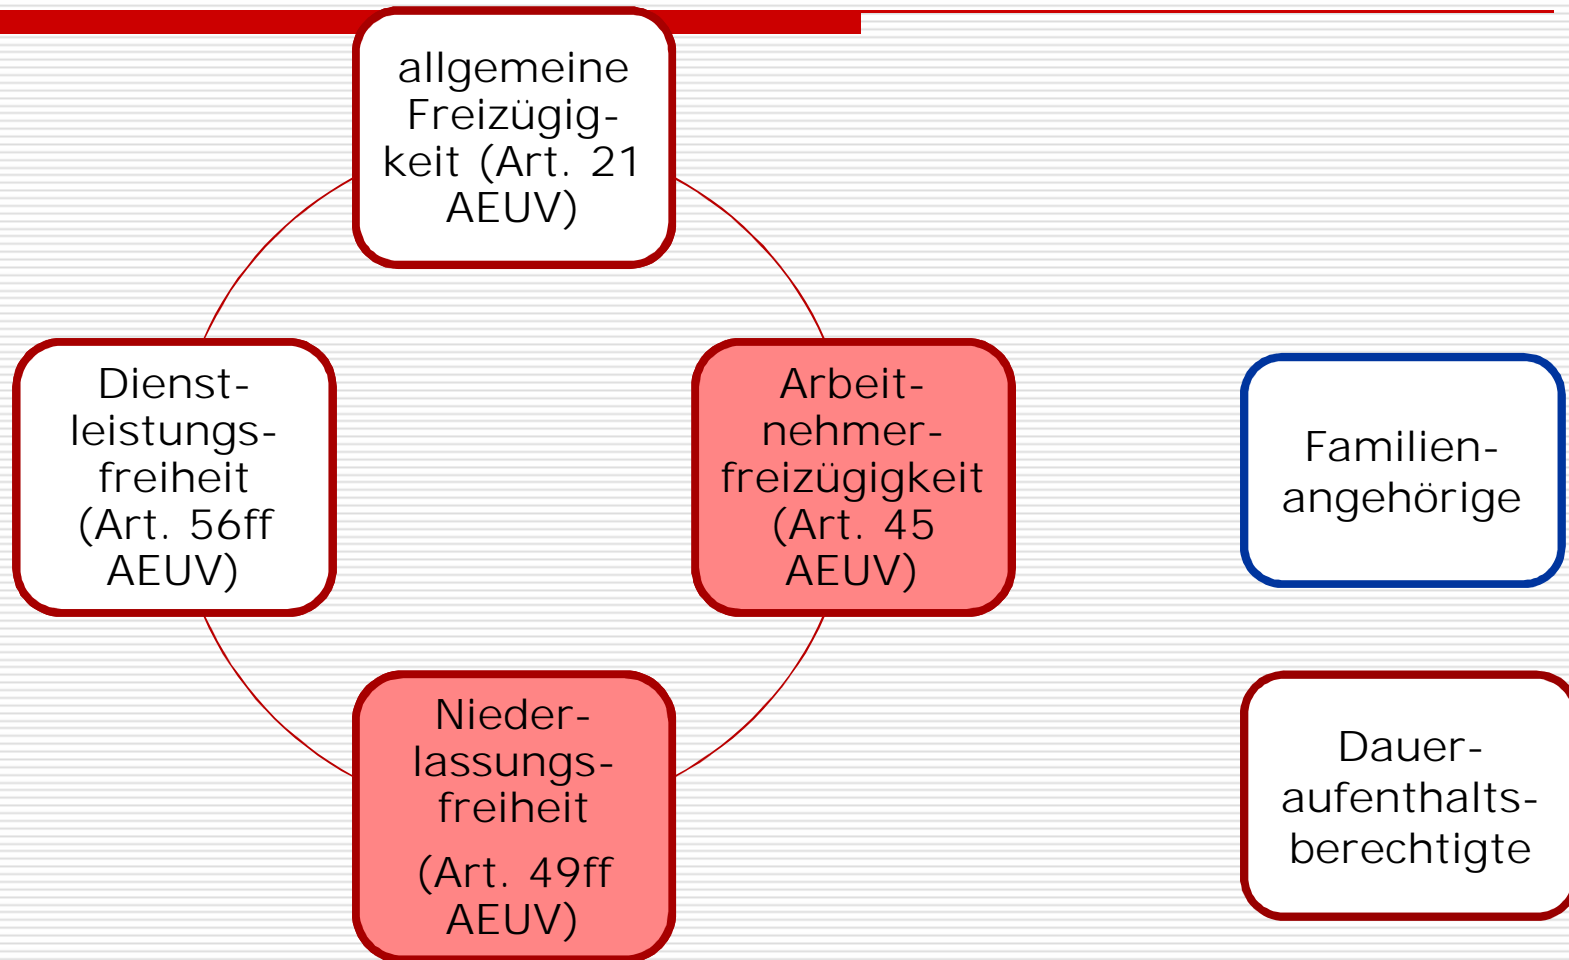 allgemeine
Freizügig-
keit (Art. 21
AEUV)
Dienst-
leistungs-
freiheit
(Art. 56ff
AEUV)
Arbeit-
nehmer-
freizügigkeit
(Art. 45
AEUV)
Nieder-
lassungs-
freiheit
(Art. 49ff
AEUV)
Familien-
angehörige
Dauer-
aufenthalts-
berechtigte